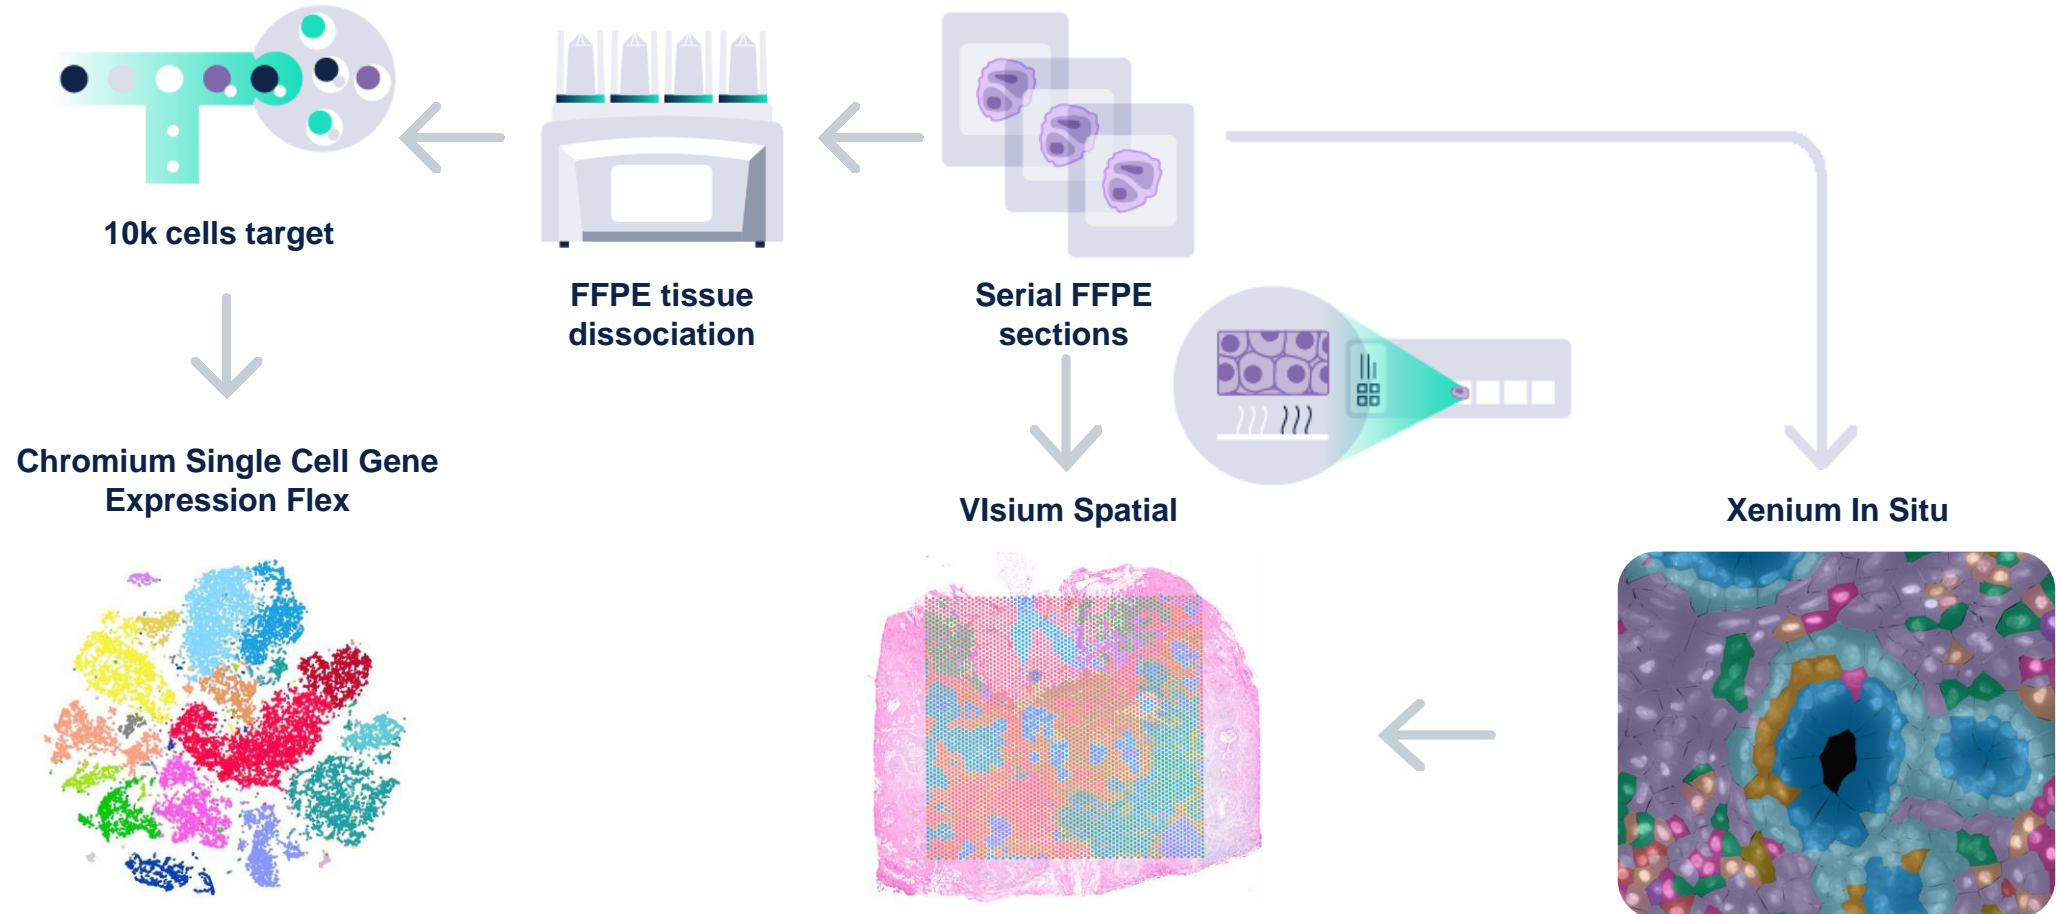 10k cells target
FFPE tissue
dissociation
Serial FFPE
sections
Chromium Single Cell Gene
Expression Flex
VIsium Spatial
Xenium In Situ